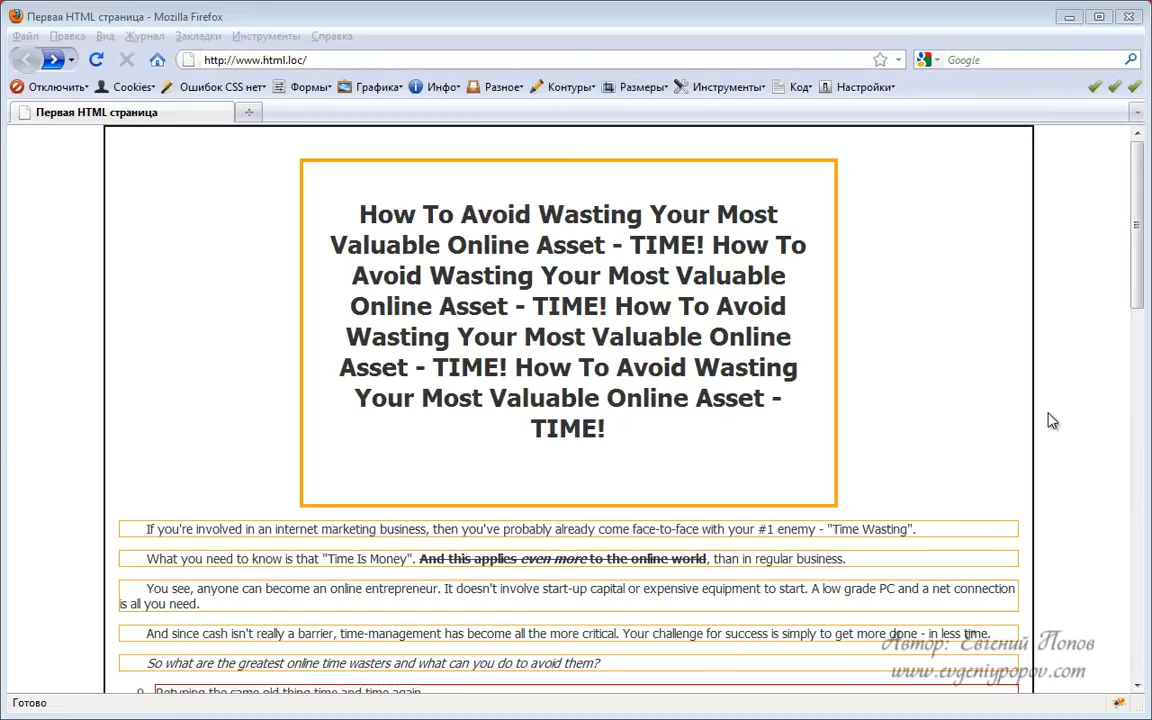 Первая HTML страница - Mozilla Firefox
Файл Правка Вид Журнал Закладки Инструменты Справка
http://www.html.loc/
Google
Отключить Cookies Ошибок CSS нет Формы Графика Инфо Разное Контуры Размеры Инструменты Код Настройки
Первая HTML страница
How To Avoid Wasting Your Most
Valuable Online Asset - TIME! How To
Avoid Wasting Your Most Valuable
Online Asset - TIME! How To Avoid
Wasting Your Most Valuable Online
Asset - TIME! How To Avoid Wasting
Your Most Valuable Online Asset -
TIME!
If you're involved in an internet marketing business, then you've probably already come face-to-face with your #1 enemy - "Time Wasting".
What you need to know is that "Time Is Money". And this applies even more to the online world, than in regular business.
You see, anyone can become an online entrepreneur. It doesn't involve start-up capital or expensive equipment to start. A low grade PC and a net connection
is all you need.
And since cash isn't really a barrier, time-management has become all the more critical. Your challenge for success is simply to get more done - in less time.
Автор: Евгений Попов
So what are the greatest online time wasters and what can you do to avoid them?
www.evgeniypopov.com
Retyping the same old thing time and time again
Готово